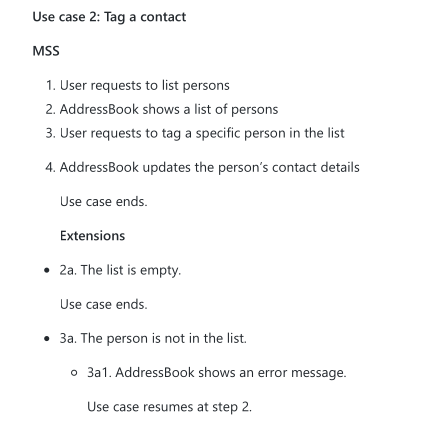 Use case 2: Tag a contact
MSS
1. User requests to list persons
2. AddressBook shows a list of persons
3. User requests to tag a specific person in the list
4. AddressBook updates the person's contact details
Use case ends.
Extensions
• 2a. The list is empty.
Use case ends.
• 3a. The person is not in the list.
○ 3a1. AddressBook shows an error message.
Use case resumes at step 2.